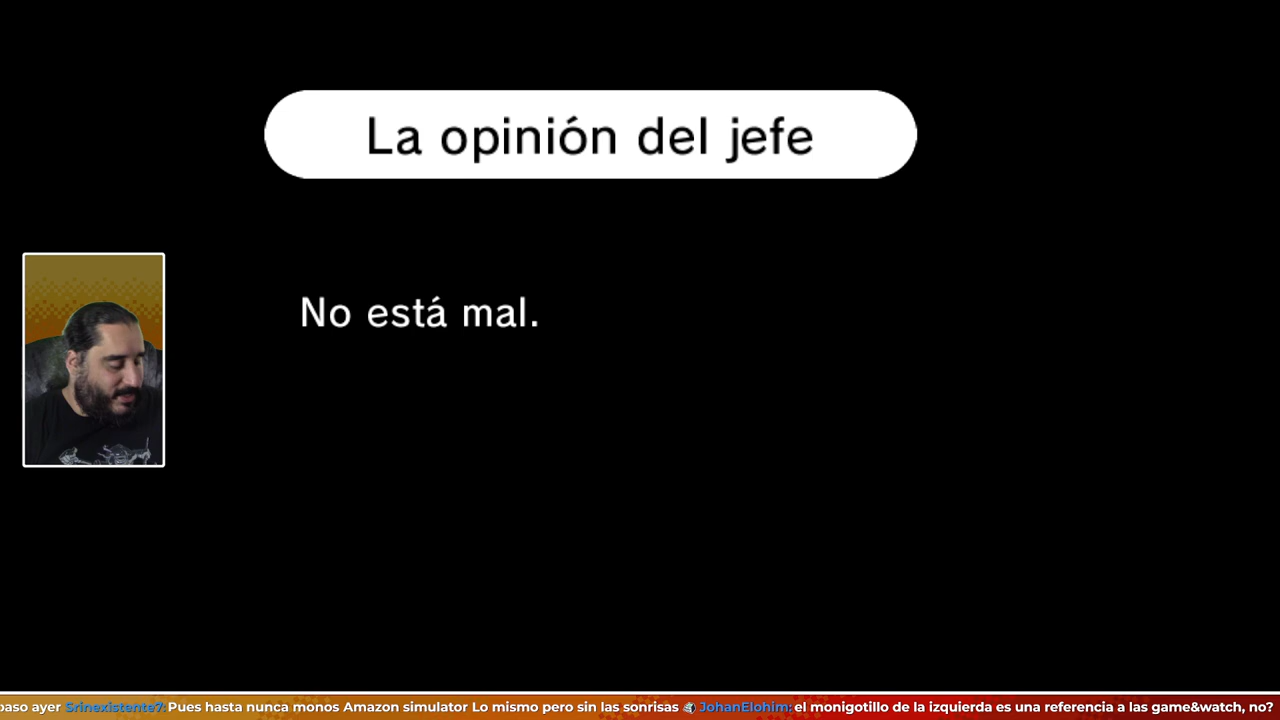 La opinión del jefe
No está mal.
paso ayer Srinexistente7: Pues hasta nunca monos Amazon simulator Lo mismo pero sin las sonrisas JohanElohim: el monigotillo de la izquierda es una referencia a las game&watch, no?